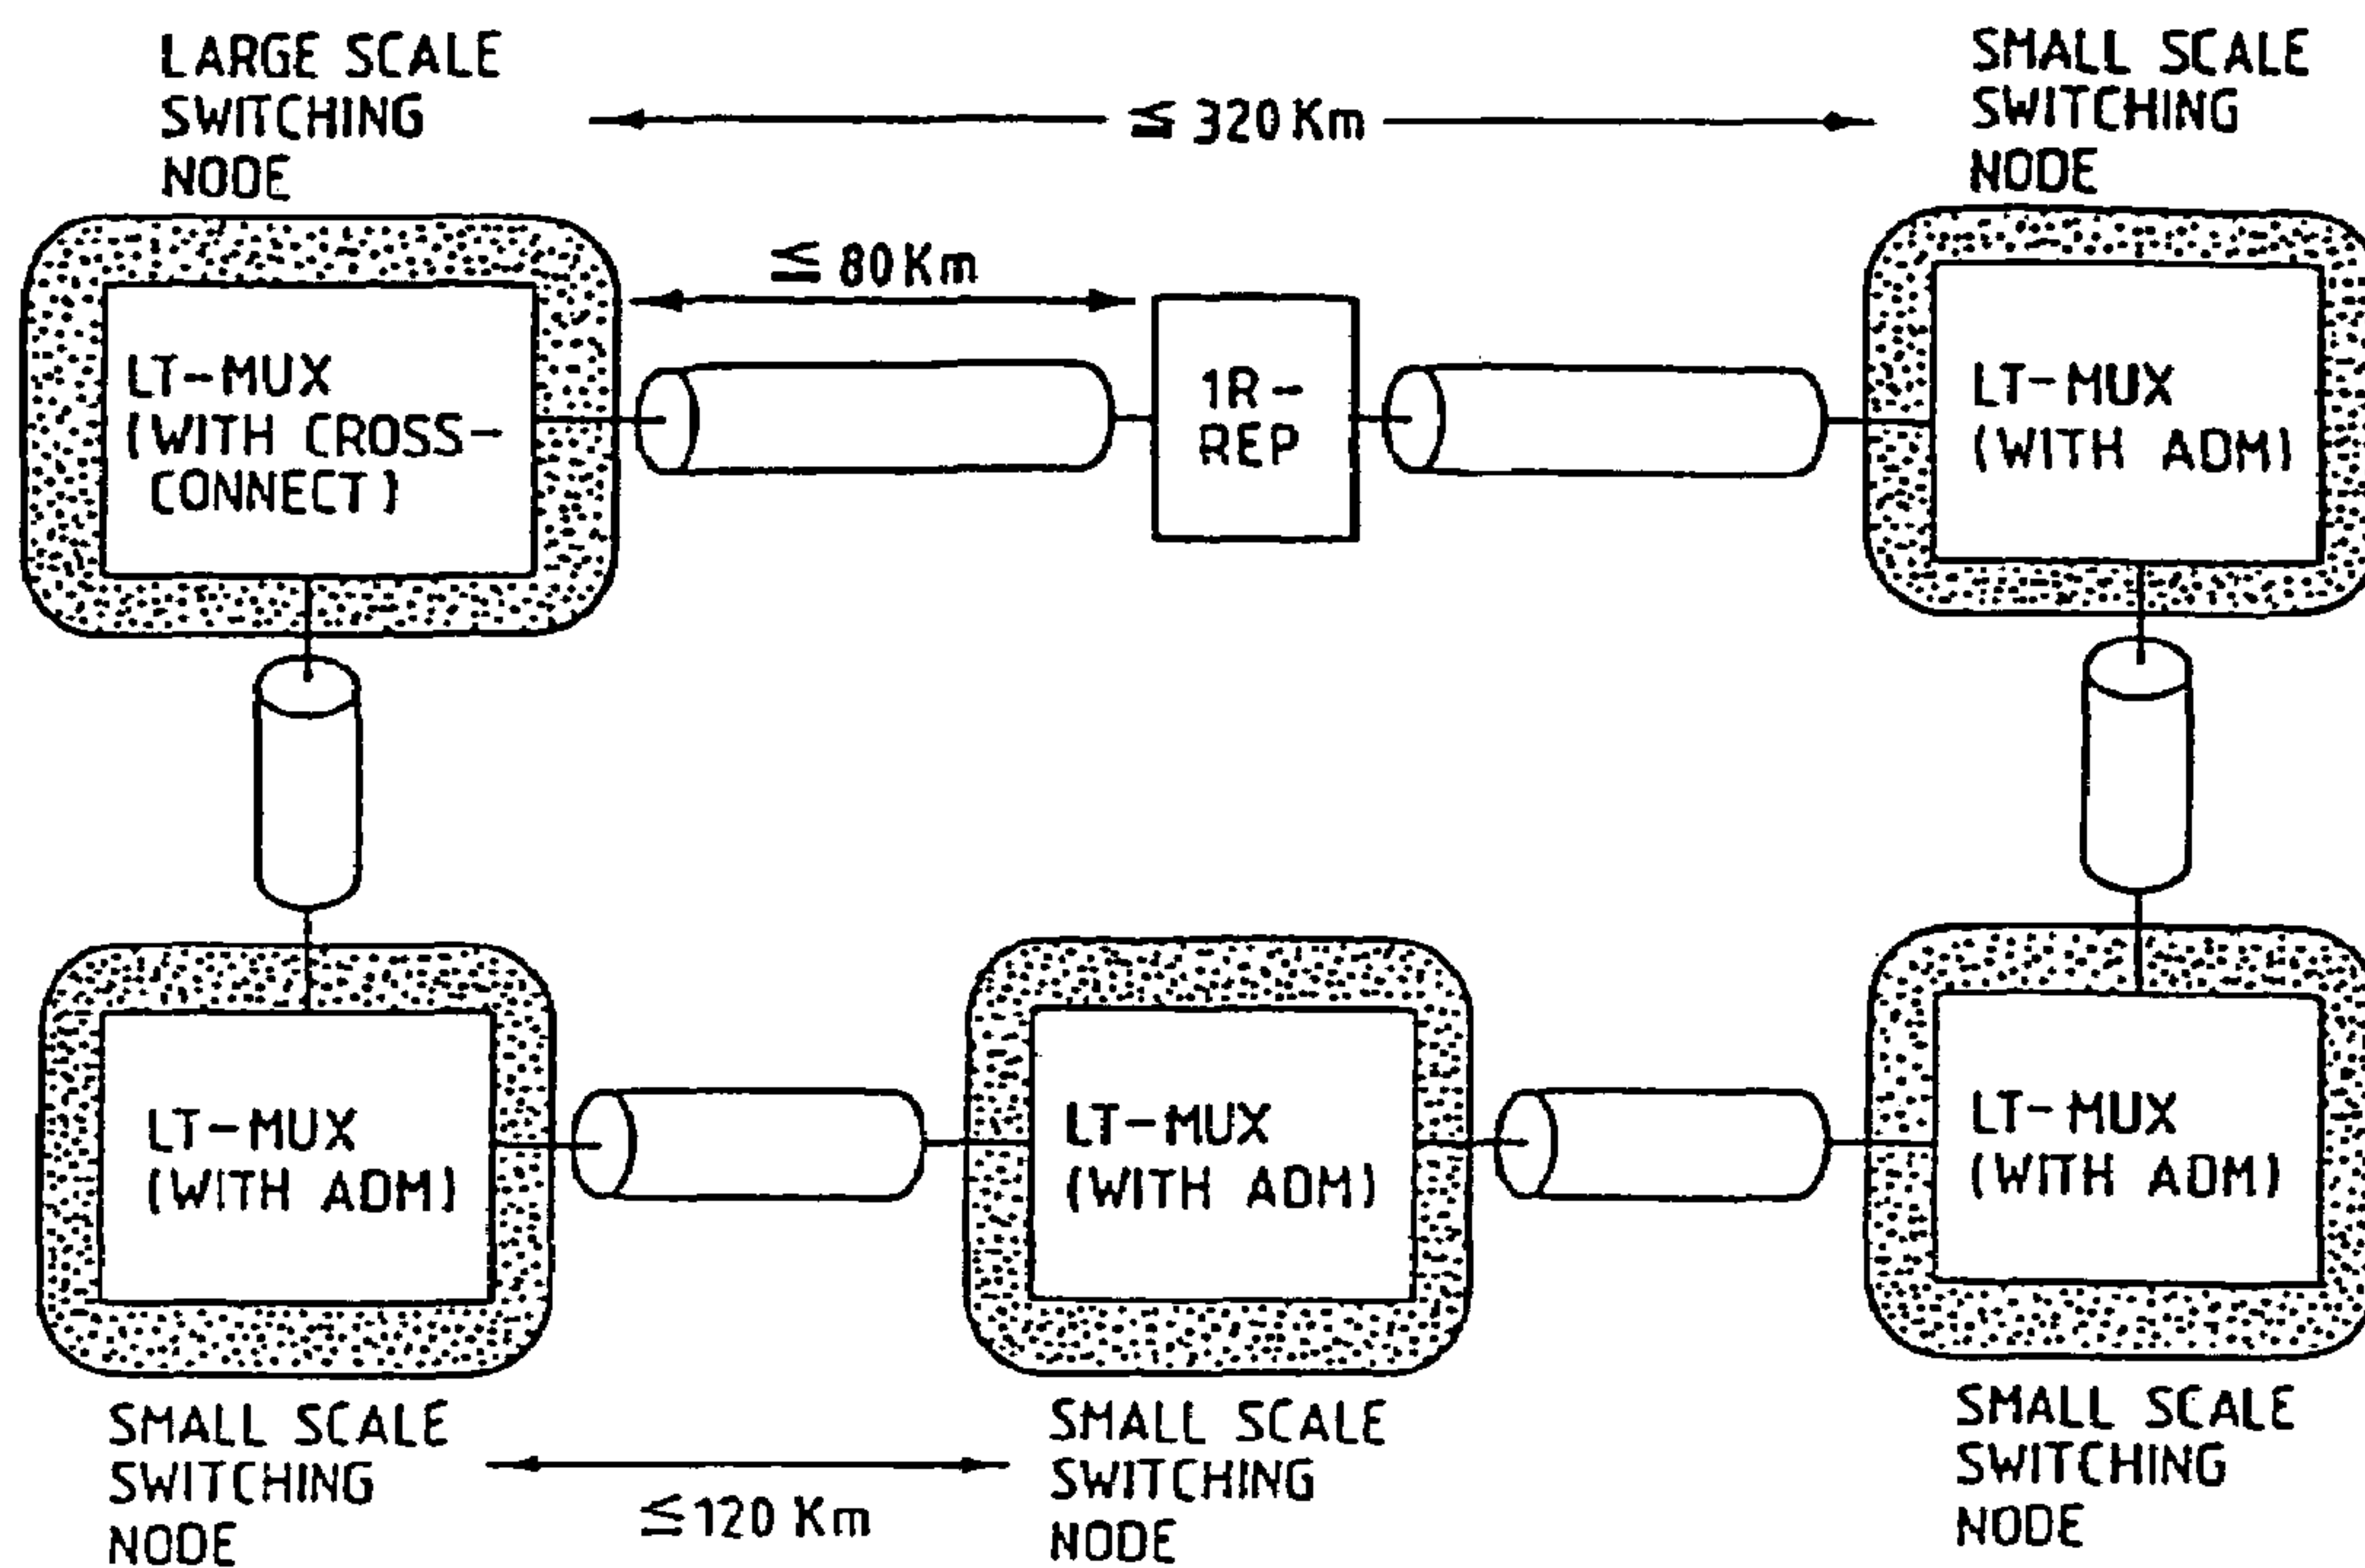 LARGE SCALE
SWITCHING
NODE
≦ 320 Km
SMALL SCALE
SWITCHING
NODE
≦ 80 Km
LT-MUX
(WITH CROSS-
CONNECT)
1R-
REP
LT-MUX
(WITH ADM)
LT-MUX
(WITH ADM)
LT-MUX
(WITH ADM)
LT-MUX
(WITH ADM)
SMALL SCALE
SWITCHING
NODE
≦ 120 Km
SMALL SCALE
SWITCHING
NODE
SMALL SCALE
SWITCHING
NODE